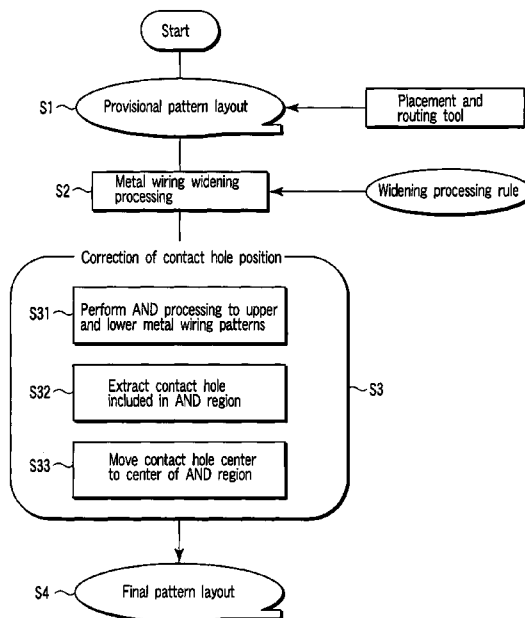 Start
S1
Provisional pattern layout
Placement and
routing tool
S2
Metal wiring widening
processing
Widening processing rule
Correction of contact hole position
S31
Perform AND processing to upper
and lower metal wiring patterns
S32
Extract contact hole
included in AND region
S3
S33
Move contact hole center
to center of AND region
S4
Final pattern layout